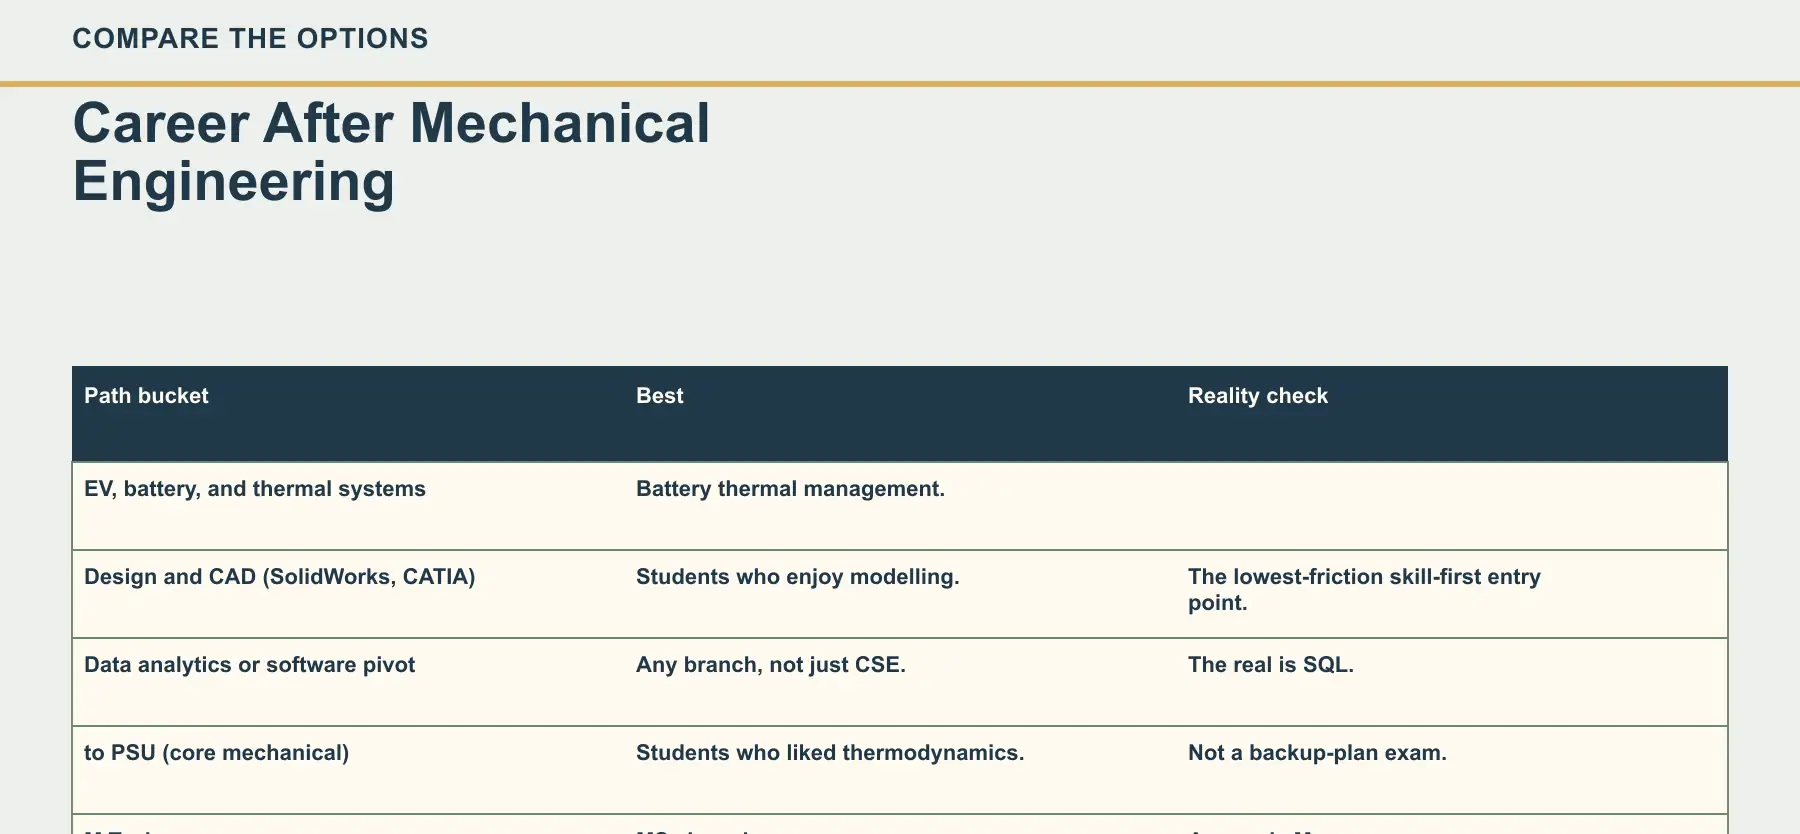 COMPARE THE OPTIONS
Career After Mechanical
Engineering
Path bucket Best Reality check
EV, battery, and thermal systems Battery thermal management.
Design and CAD (SolidWorks, CATIA) Students who enjoy modelling. The lowest-friction skill-first entry
point.
Data analytics or software pivot Any branch, not just CSE. The real is SQL.
to PSU (core mechanical) Students who liked thermodynamics. Not a backup-plan exam.